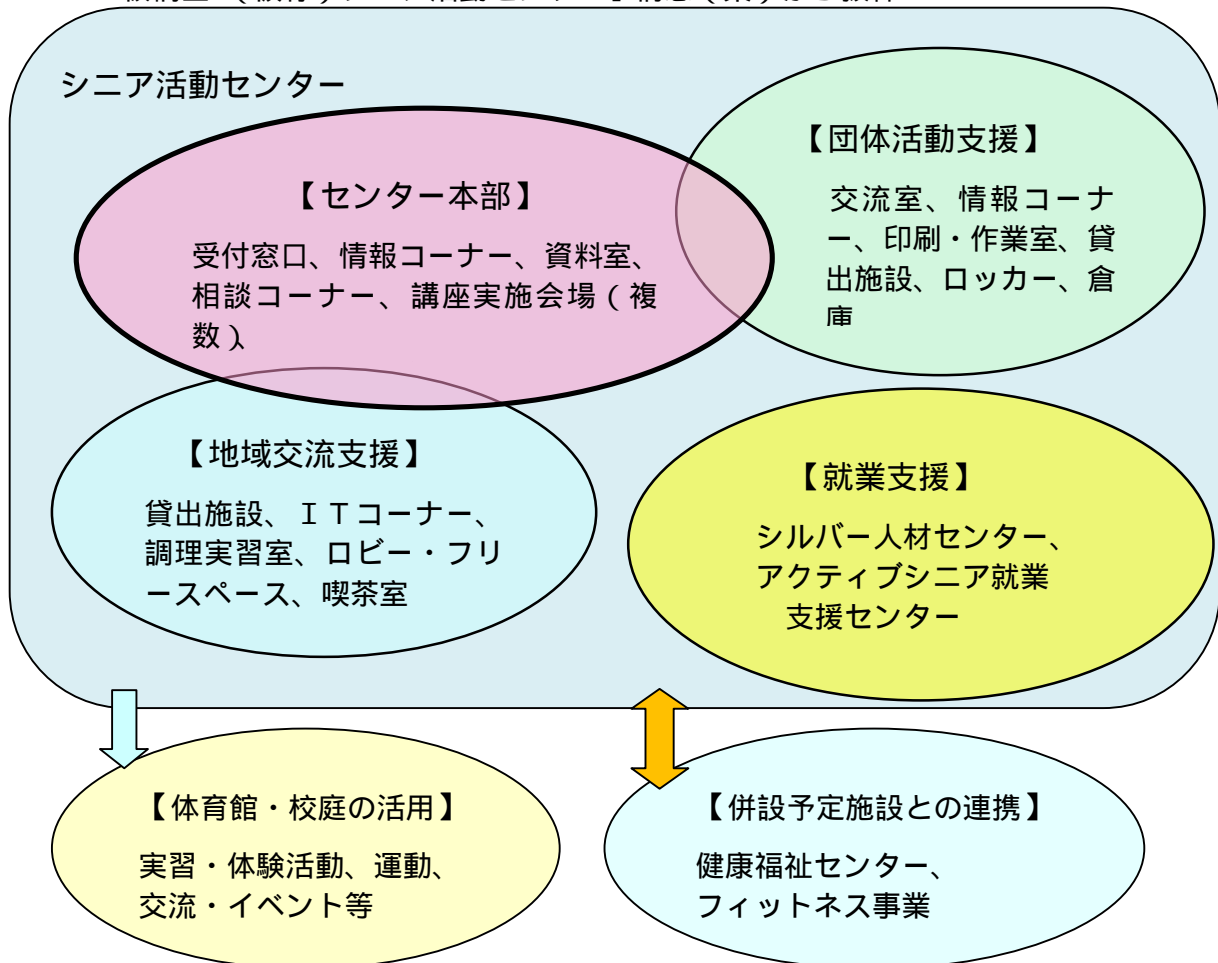 シニア活動センター
【センター本部】
受付窓口、情報コーナー、資料室、
相談コーナー、講座実施会場（複
数）、
【団体活動支援】
交流室、情報コーナ
ー、印刷・作業室、貸
出施設、ロッカー、倉
庫
【地域交流支援】
貸出施設、ＩＴコーナー、
調理実習室、ロビー・フリ
ースペース、喫茶室
【就業支援】
シルバー人材センター、
アクティブシニア就業
支援センター
【体育館・校庭の活用】
実習・体験活動、運動、
交流・イベント等
【併設予定施設との連携】
健康福祉センター、
フィットネス事業